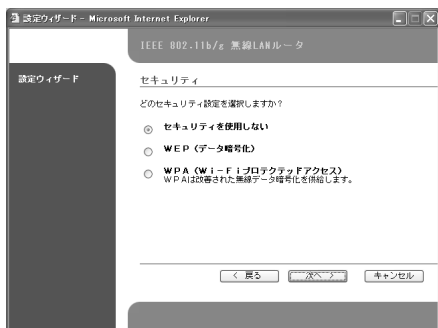 設定ウィザード - Microsoft Internet Explorer
IEEE 802.11b/g 無線LANルータ
設定ウィザード
セキュリティ
どのセキュリティ設定を選択しますか?
セキュリティを使用しない
WEP(データ暗号化)
WPA(Wi-Fiプロテクテッドアクセス)
WPAは改善された無線データ暗号化を供給します。
< 戻る
次へ >
キャンセル